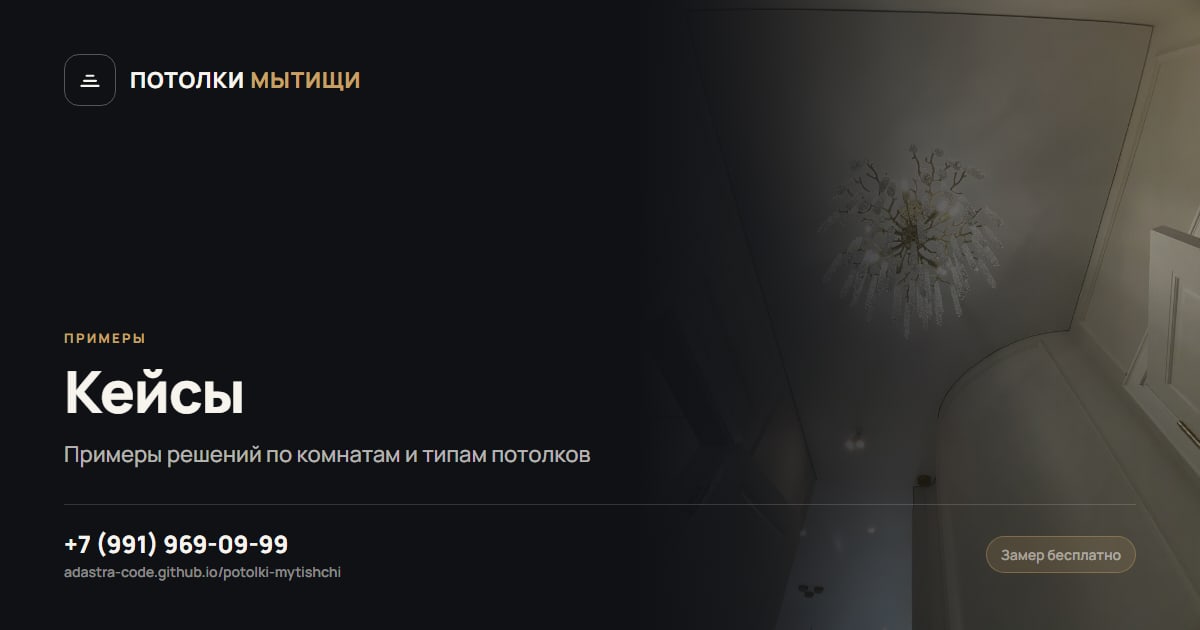 ПОТОЛКИ МЫТИЩИ
ПРИМЕРЫ
Кейсы
Примеры решений по комнатам и типам потолков
+7 (991) 969-09-99
adastra-code.github.io/potolki-mytishchi
Замер бесплатно